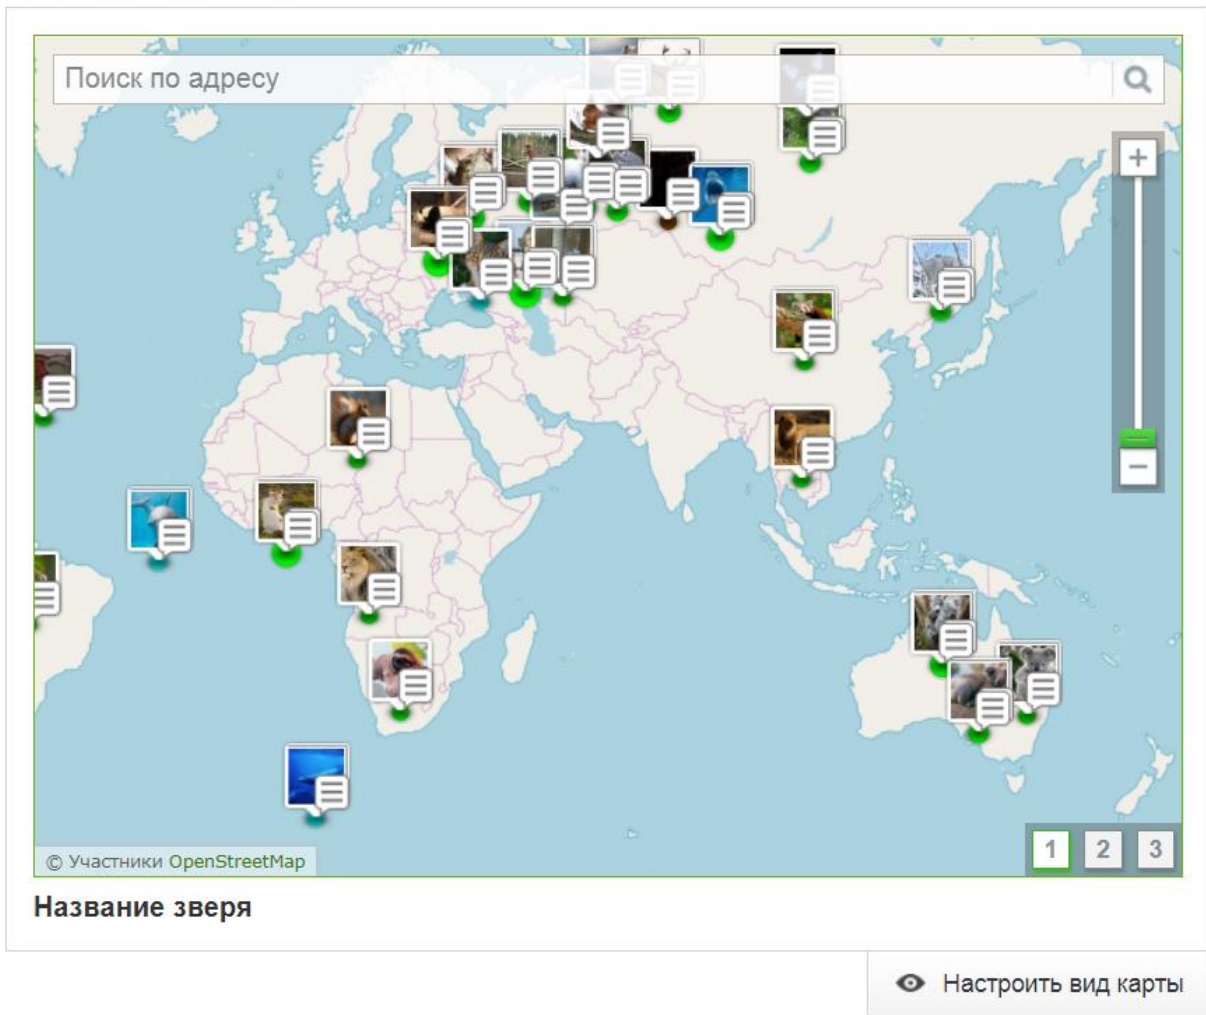 Поиск по адресу
+
−
1 2 3
© Участники OpenStreetMap
Название зверя
Настроить вид карты